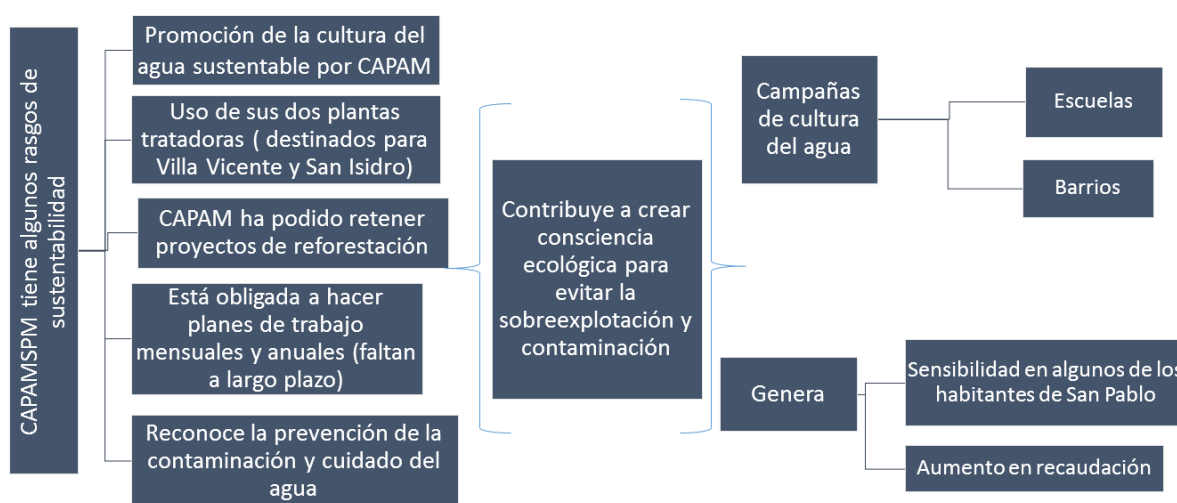 CAPAMSPM tiene algunos rasgos de
sustentabilidad
Promoción de la cultura del
agua sustentable por CAPAM
Uso de sus dos plantas
tratadoras ( destinados para
Villa Vicente y San Isidro)
CAPAM ha podido retener
proyectos de reforestación
Está obligada a hacer
planes de trabajo
mensuales y anuales (faltan
a largo plazo)
Reconoce la prevención de la
contaminación y cuidado del
agua
Contribuye a crear
consciencia
ecológica para
evitar la
sobreexplotación y
contaminación
Campañas
de cultura
del agua
Escuelas
Barrios
Genera
Sensibilidad en algunos de los
habitantes de San Pablo
Aumento en recaudación